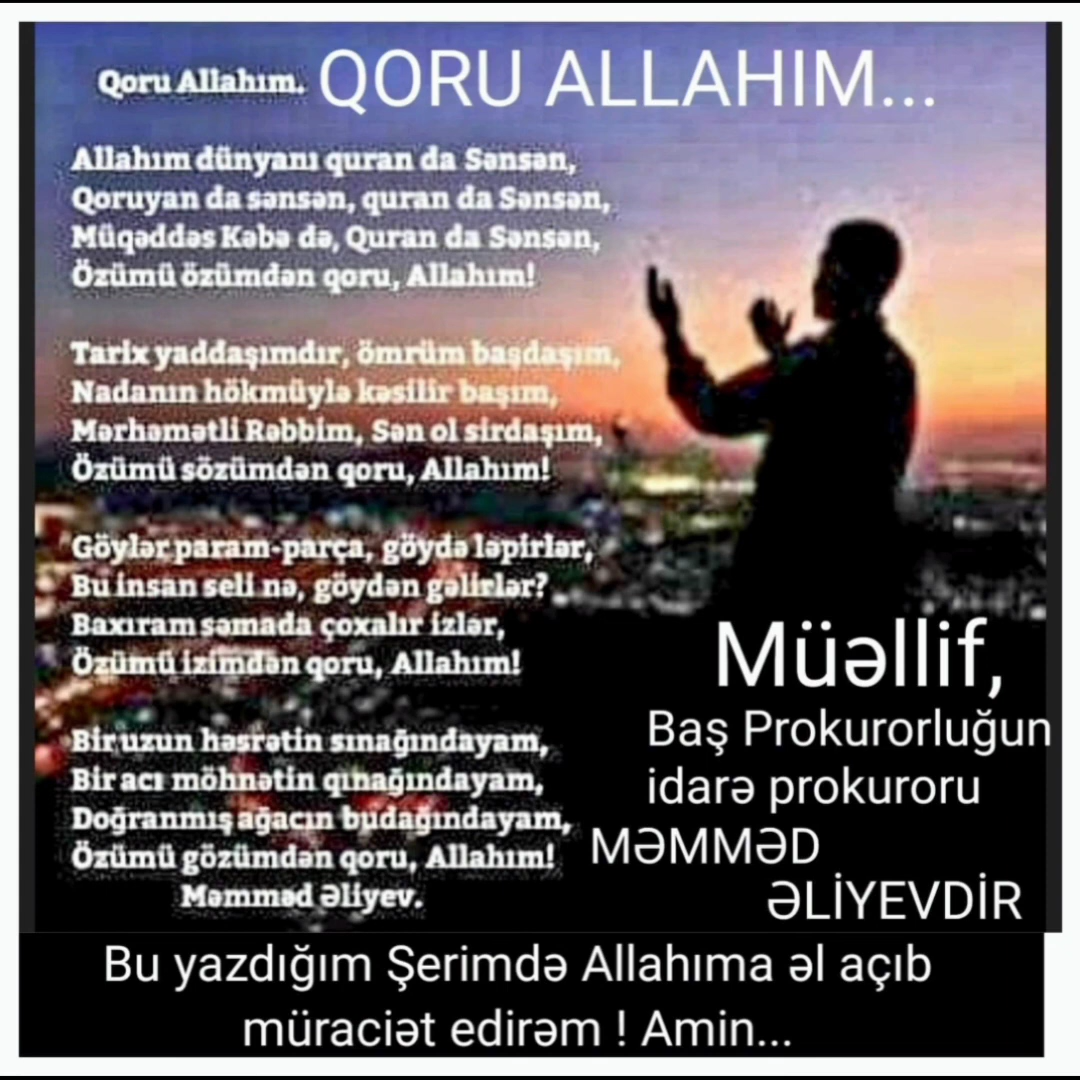 Qoru Allahım. QORU ALLAHIM...
Allahım dünyanı quran da Sənsən,
Qoruyan da sənsən, quran da Sənsən,
Müqəddəs Kəbə də, Quran da Sənsən,
Özümü özümdən qoru, Allahım!
Tarix yaddaşımdır, ömrüm başdaşım,
Nadanın hökmüylə kəsilir başım,
Mərhəmətli Rəbbim, Sən ol sirdaşım,
Özümü sözümdən qoru, Allahım!
Göylər param-parça, göydə ləpirlər,
Bu insan seli nə, göydən gəlirlər?
Baxıram səmada çoxalır izlər,
Özümü izimdən qoru, Allahım!
Bir uzun həsrətin sınağındayam,
Bir acı möhnətin qınağındayam,
Doğranmış ağacın budağındayam,
Özümü gözümdən qoru, Allahım!
Məmməd Əliyev.
Müəllif,
Baş Prokurorluğun
idarə prokuroru
MƏMMƏD
ƏLİYEVDİR
Bu yazdığım Şerimdə Allahıma əl açıb
müraciət edirəm ! Amin...